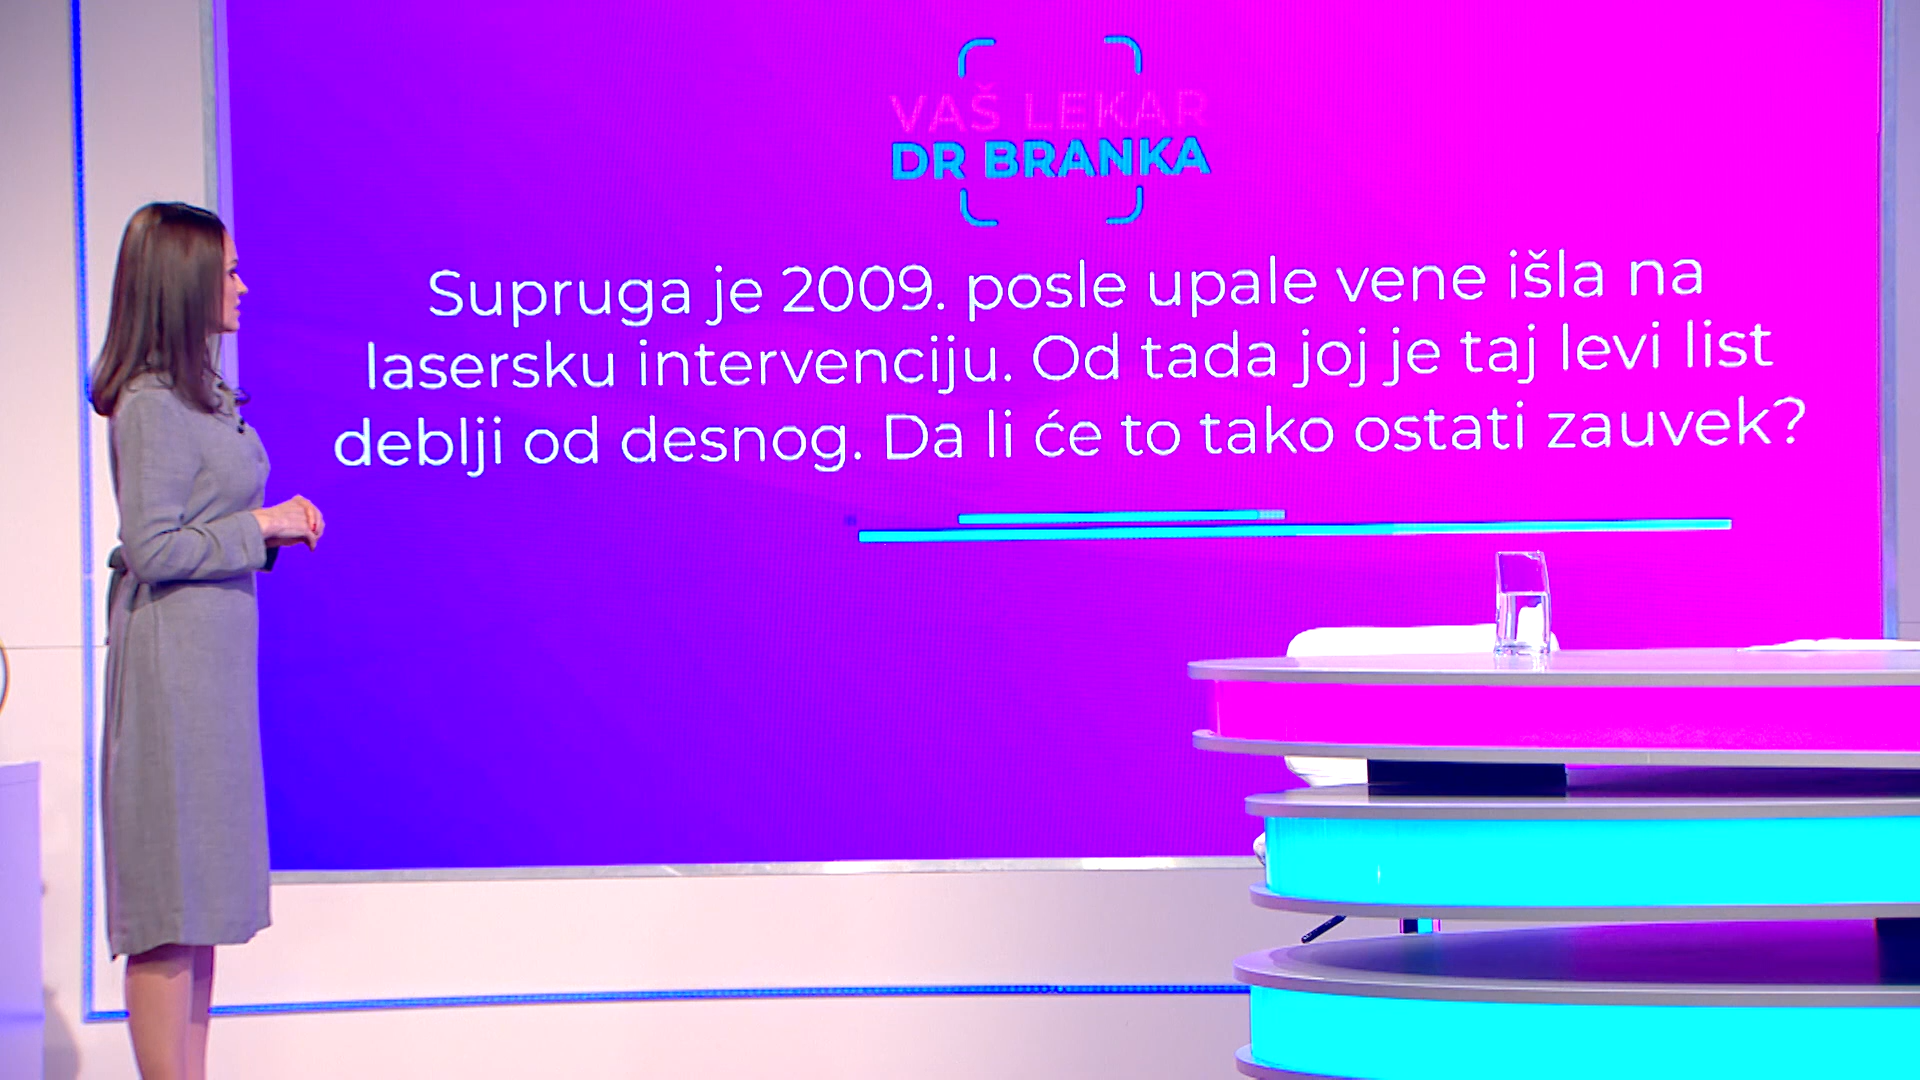 VAŠ LEKAR
DR BRANKA
Supruga je 2009. posle upale vene išla na
lasersku intervenciju. Od tada joj je taj levi list
deblji od desnog. Da li će to tako ostati zauvek?